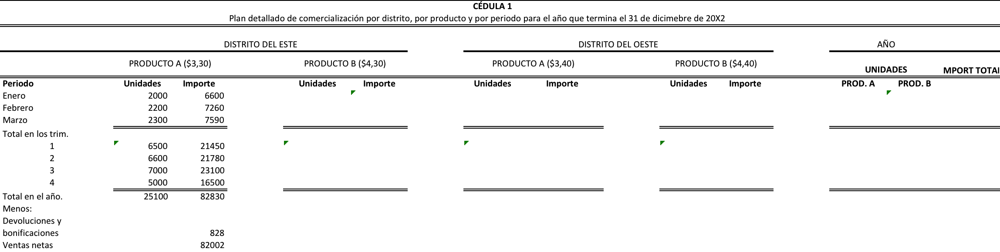 CÉDULA 1
Plan detallado de comercialización por distrito, por producto y por periodo para el año que termina el 31 de dicimebre de 20X2
DISTRITO DEL ESTE DISTRITO DEL OESTE AÑO
PRODUCTO A ($3,30) PRODUCTO B ($4,30) PRODUCTO A ($3,40) PRODUCTO B ($4,40)
UNIDADES MPORT TOTAL
Periodo Unidades Importe Unidades Importe Unidades Importe Unidades Importe PROD. A PROD. B
Enero 2000 6600
Febrero 2200 7260
Marzo 2300 7590
Total en los trim.
1 6500 21450
2 6600 21780
3 7000 23100
4 5000 16500
Total en el año. 25100 82830
Menos:
Devoluciones y
bonificaciones 828
Ventas netas 82002